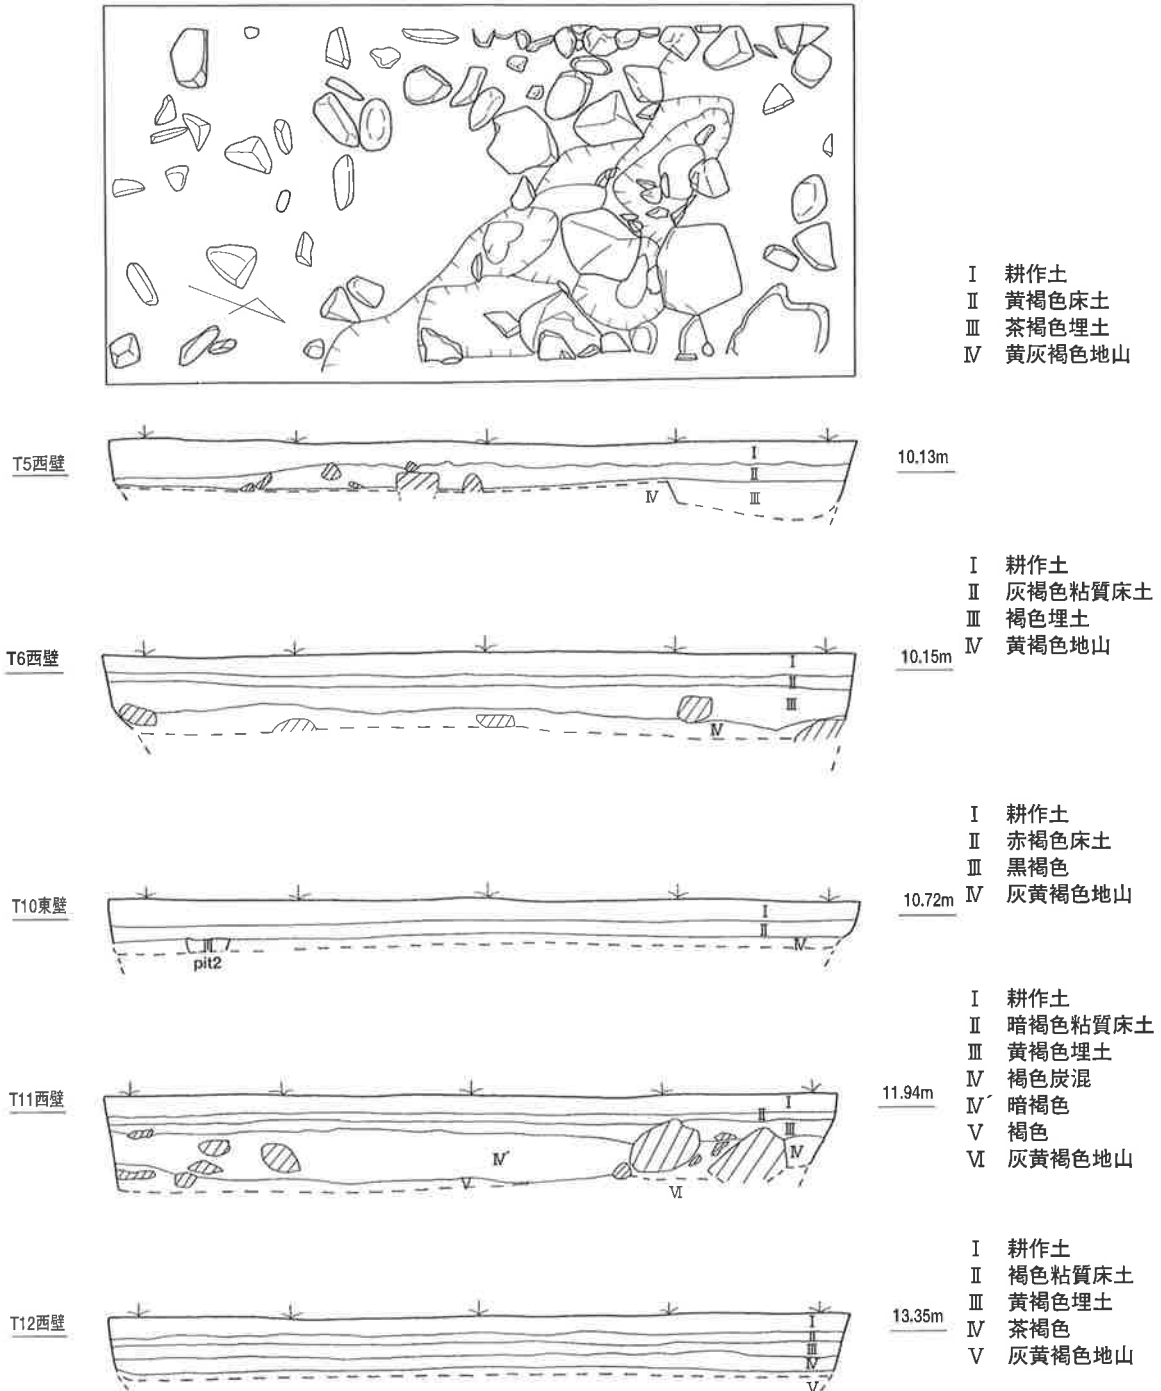 Ⅰ 耕作土
Ⅱ 黄褐色床土
Ⅲ 茶褐色埋土
Ⅳ 黄灰褐色地山
T5西壁
10.13m
Ⅰ
Ⅱ
Ⅲ
Ⅳ
Ⅰ 耕作土
Ⅱ 灰褐色粘質床土
Ⅲ 褐色埋土
Ⅳ 黄褐色地山
T6西壁
10.15m
Ⅰ
Ⅱ
Ⅲ
Ⅳ
Ⅰ 耕作土
Ⅱ 赤褐色床土
Ⅲ 黒褐色
Ⅳ 灰黄褐色地山
T10東壁
10.72m
Ⅰ
Ⅱ
Ⅲ
Ⅳ
pit2
Ⅰ 耕作土
Ⅱ 暗褐色粘質床土
Ⅲ 黄褐色埋土
Ⅳ 褐色炭混
Ⅳ´ 暗褐色
Ⅴ 褐色
Ⅵ 灰黄褐色地山
T11西壁
11.94m
Ⅰ
Ⅱ
Ⅲ
Ⅳ
Ⅳ´
Ⅴ
Ⅵ
Ⅰ 耕作土
Ⅱ 褐色粘質床土
Ⅲ 黄褐色埋土
Ⅳ 茶褐色
Ⅴ 灰黄褐色地山
T12西壁
13.35m
Ⅰ
Ⅱ
Ⅲ
Ⅳ
Ⅴ